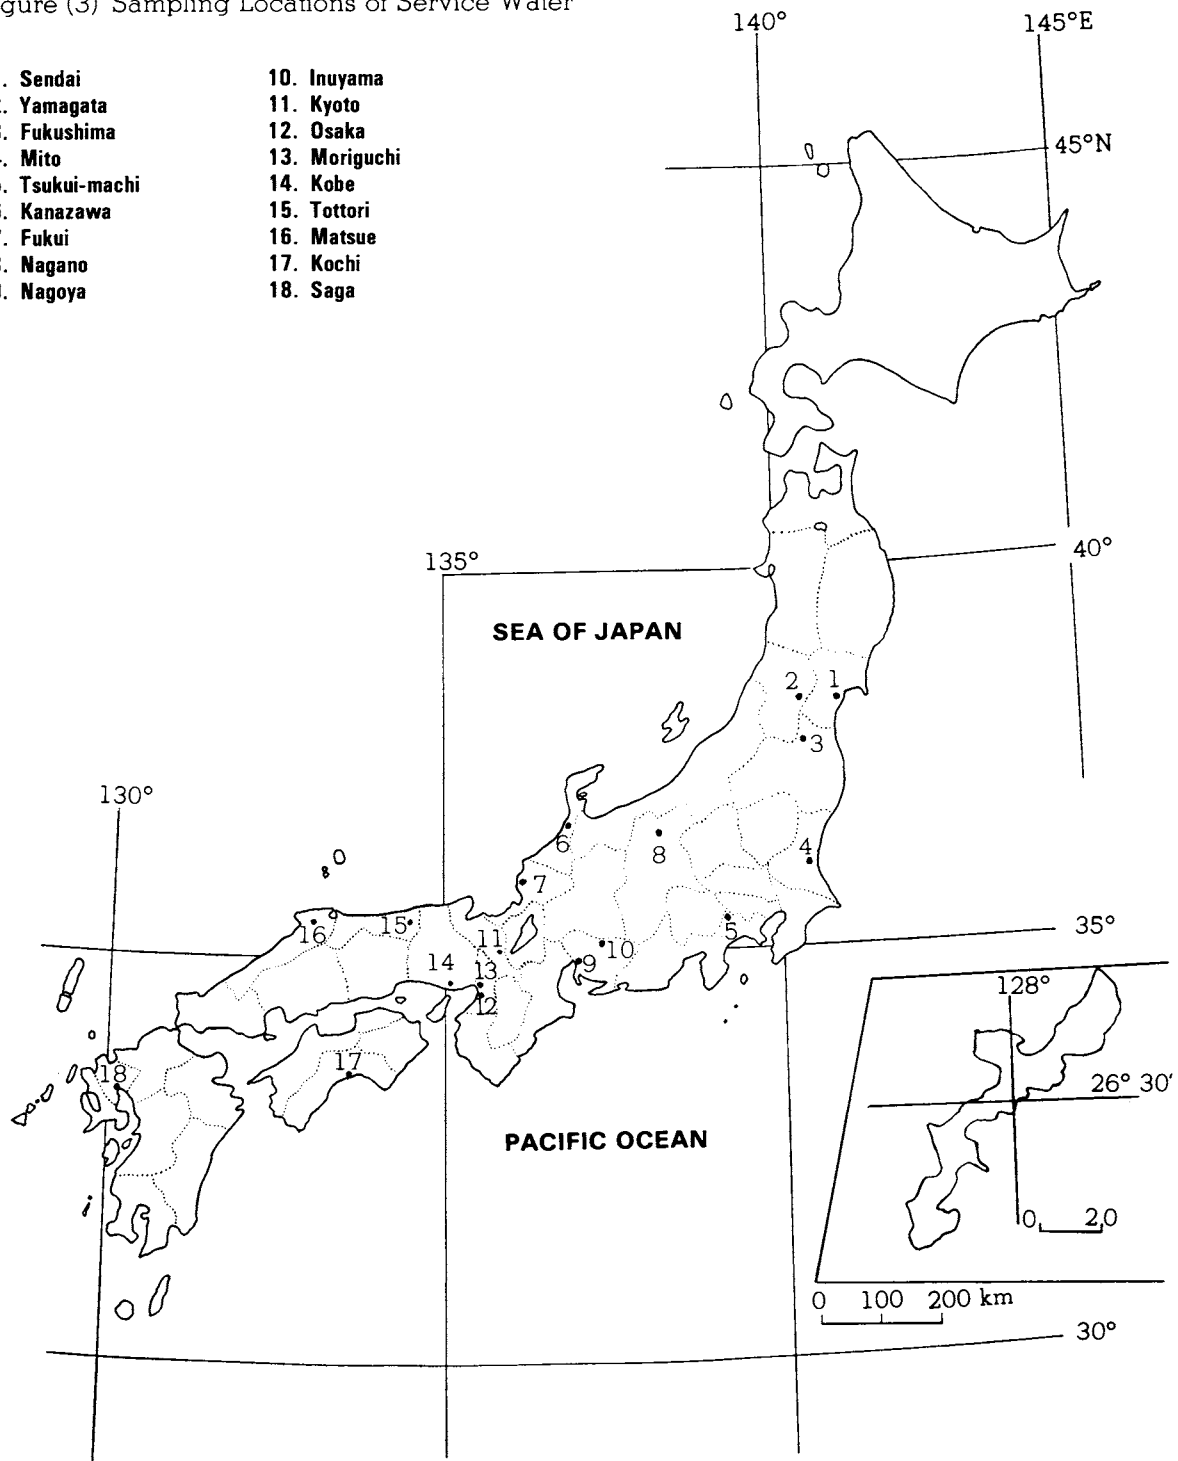 gure (3) Sampling Locations of Service Water
. Sendai
. Yamagata
. Fukushima
. Mito
. Tsukui-machi
. Kanazawa
. Fukui
. Nagano
. Nagoya
10. Inuyama
11. Kyoto
12. Osaka
13. Moriguchi
14. Kobe
15. Tottori
16. Matsue
17. Kochi
18. Saga
140°
145°E
45°N
40°
135°
SEA OF JAPAN
2
1
3
130°
6
8
4
7
16
15
11
5
35°
10
14
9
13
12
128°
17
18
26° 30'
PACIFIC OCEAN
0 20
0 100 200 km
30°